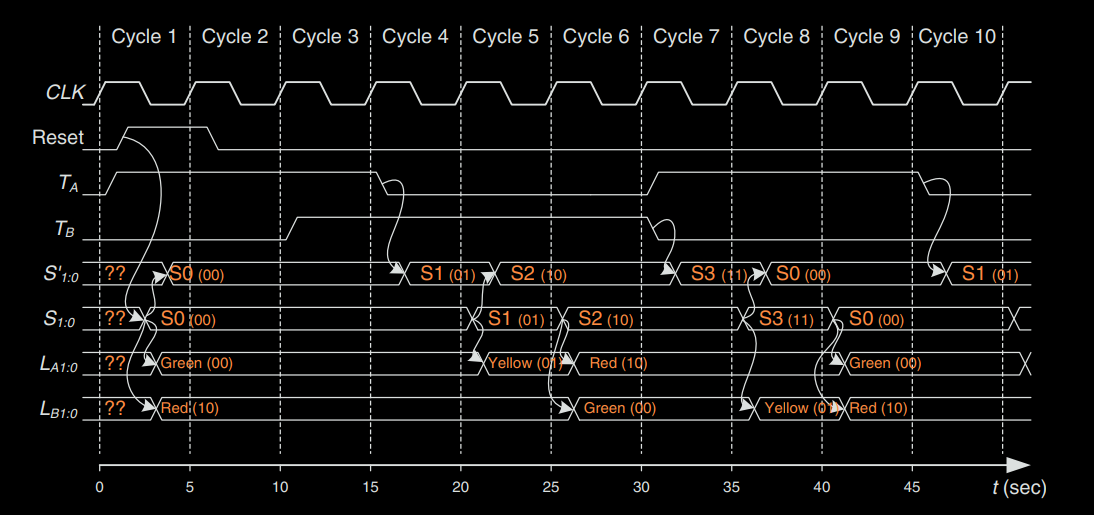 Cycle 1 Cycle 2 Cycle 3 Cycle 4 Cycle 5 Cycle 6 Cycle 7 Cycle 8 Cycle 9 Cycle 10
CLK
Reset
TA
TB
S'1:0 ?? S0 (00) S1 (01) S2 (10) S3 (11) S0 (00) S1 (01)
S1:0 ?? S0 (00) S1 (01) S2 (10) S3 (11) S0 (00)
LA1:0 ?? Green (00) Yellow (01) Red (10) Green (00)
LB1:0 ?? Red (10) Green (00) Yellow (01) Red (10)
0 5 10 15 20 25 30 35 40 45 t (sec)